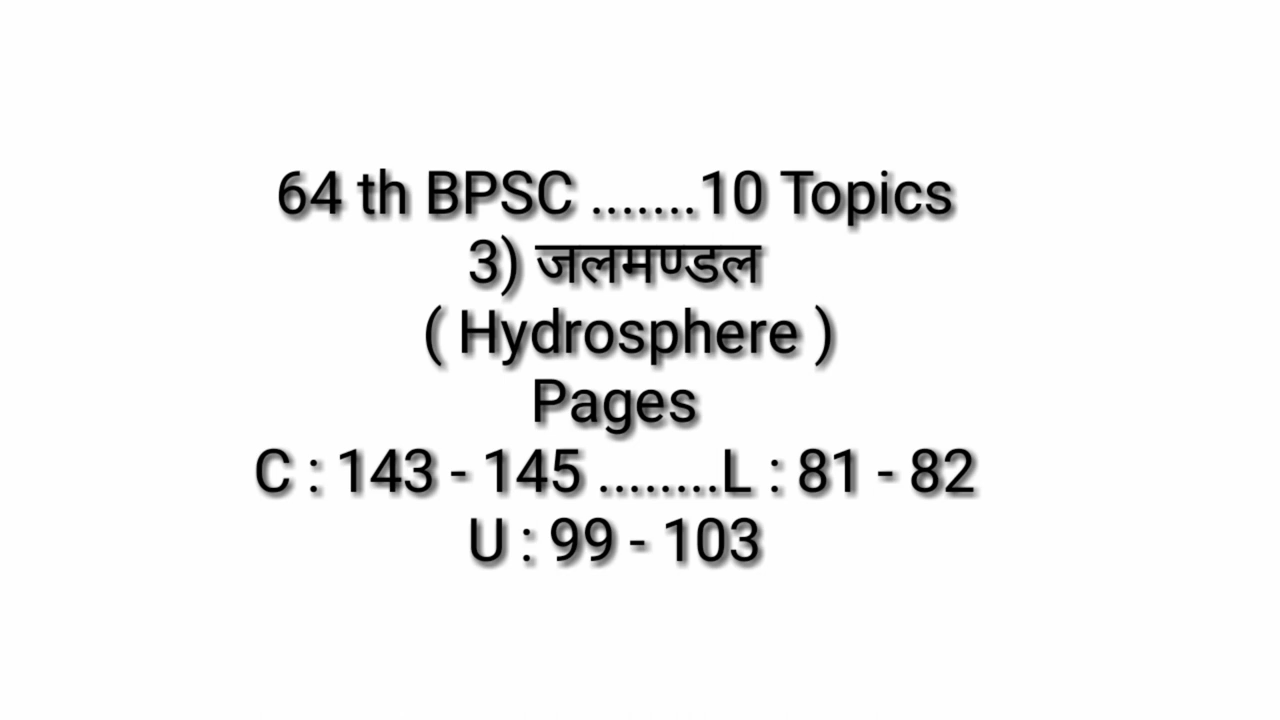 64 th BPSC .......10 Topics
3) जलमण्डल
( Hydrosphere )
Pages
C : 143 - 145 ........L : 81 - 82
U : 99 - 103